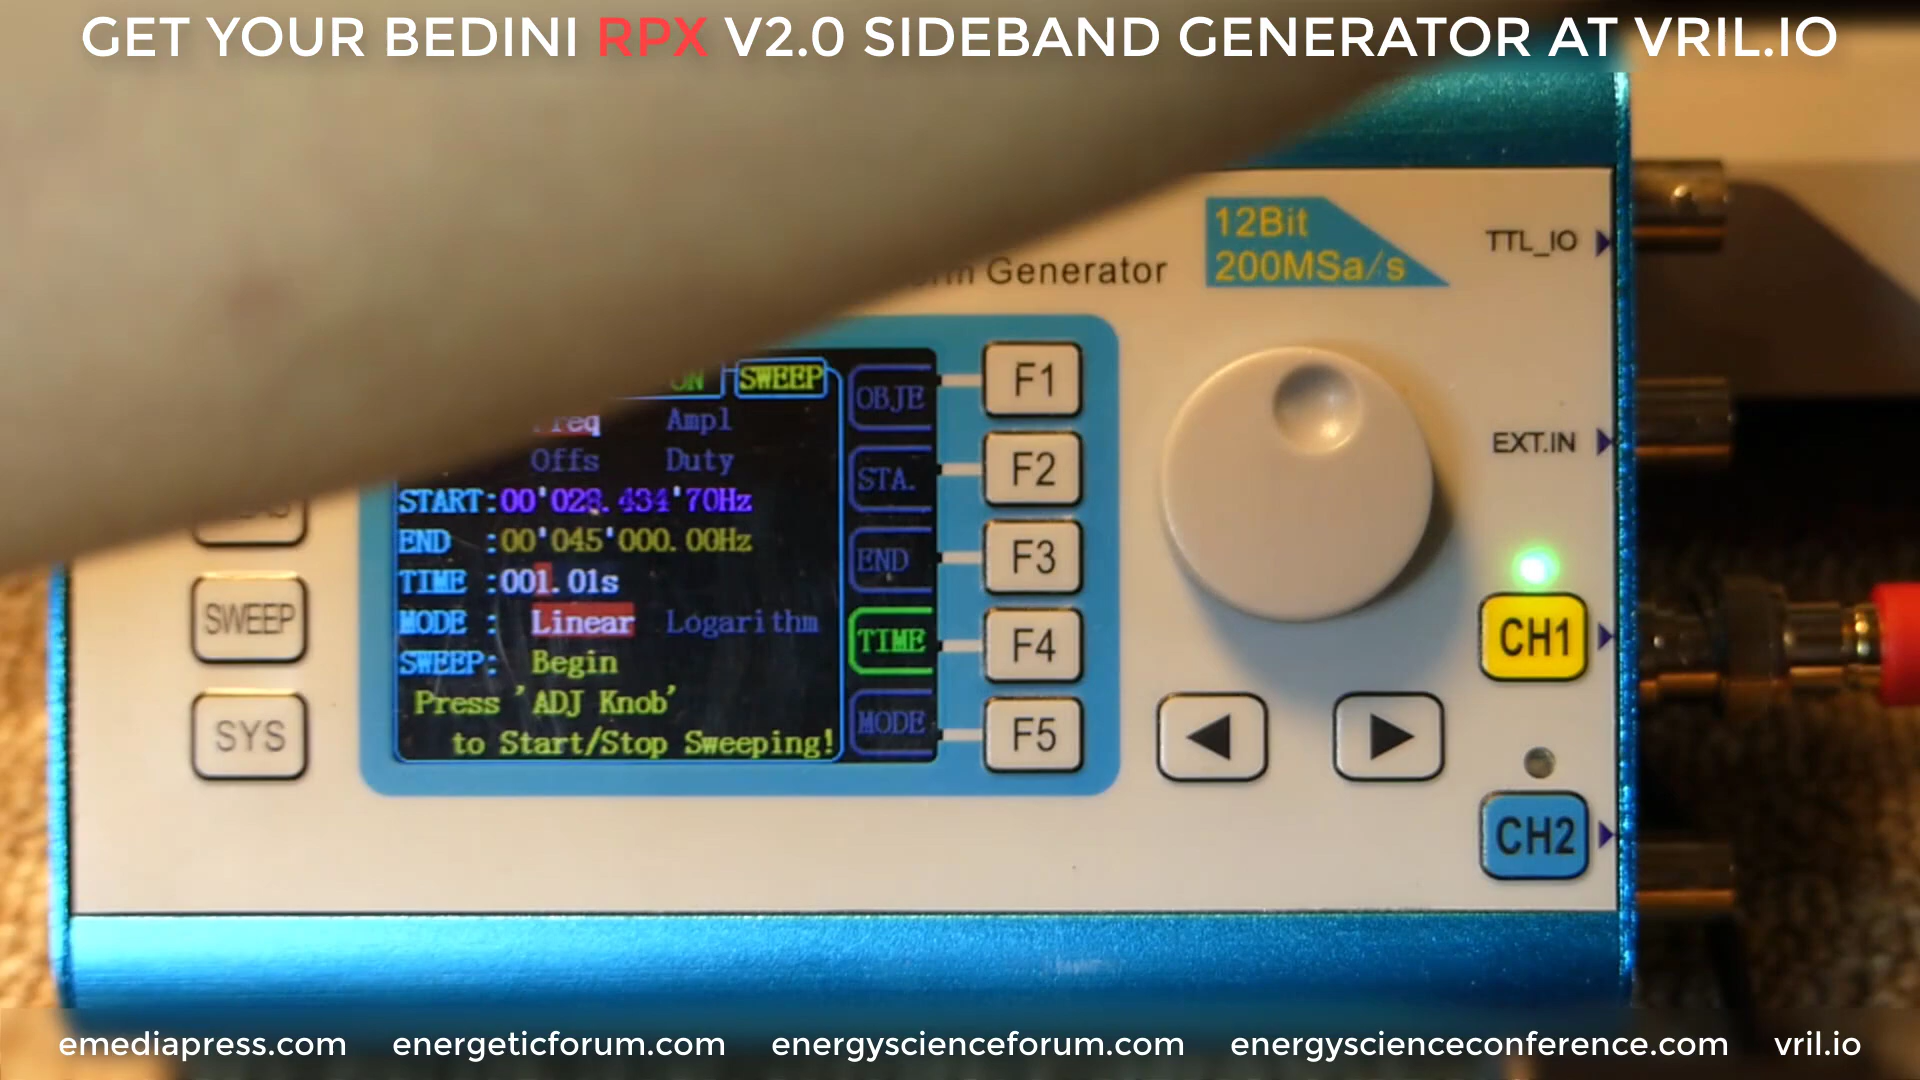 GET YOUR BEDINI RPX V2.0 SIDEBAND GENERATOR AT VRIL.IO
12Bit
200MSa/s
TTL_IO
Generator
ON SWEEP
OBJE
F1
Freq Ampl
Offs Duty
STA.
F2
EXT.IN
START:00'028.434'70Hz
END :00'045'000.00Hz
END
F3
TIME :001.01s
MODE : Linear Logarithm
TIME
F4
CH1
SWEEP
SWEEP: Begin
Press 'ADJ Knob'
to Start/Stop Sweeping!
MODE
F5
SYS
CH2
emediapress.com energeticforum.com energyscienceforum.com energyscienceconference.com vril.io